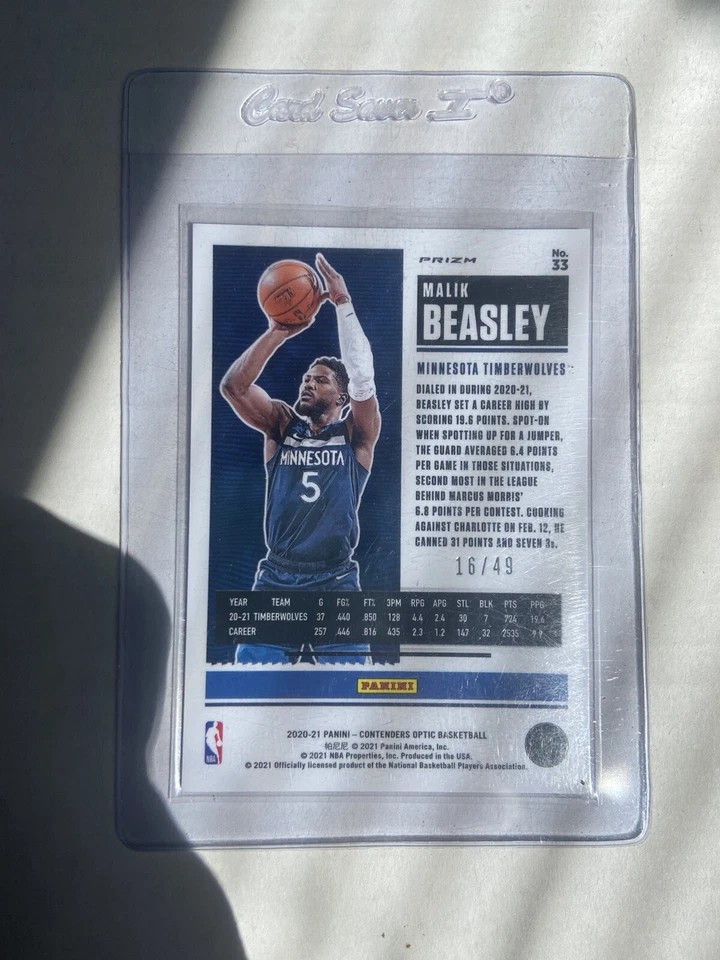 Card Saver I®
PRIZM
No.
33
MALIK
BEASLEY
MINNESOTA TIMBERWOLVES
DIALED IN DURING 2020-21,
BEASLEY SET A CAREER HIGH BY
SCORING 19.6 POINTS. SPOT-ON
WHEN SPOTTING UP FOR A JUMPER,
THE GUARD AVERAGED 6.4 POINTS
PER GAME IN THOSE SITUATIONS,
SECOND MOST IN THE LEAGUE
BEHIND MARCUS MORRIS'
6.8 POINTS PER CONTEST. COOKING
AGAINST CHARLOTTE ON FEB. 12, HE
CANNED 31 POINTS AND SEVEN 3s.
16/49
MINNESOTA
5
YEAR TEAM G FG% FT% 3PM RPG APG STL BLK PTS PPG
20-21 TIMBERWOLVES 37 .440 .850 128 4.4 2.4 30 7 724 19.6
CAREER 257 .446 .816 435 2.3 1.2 147 32 2535 9.9
PANINI
NBA
2020-21 PANINI – CONTENDERS OPTIC BASKETBALL
帕尼尼 © 2021 Panini America, Inc.
© 2021 NBA Properties, Inc. Produced in the USA.
© 2021 Officially licensed product of the National Basketball Players Association.